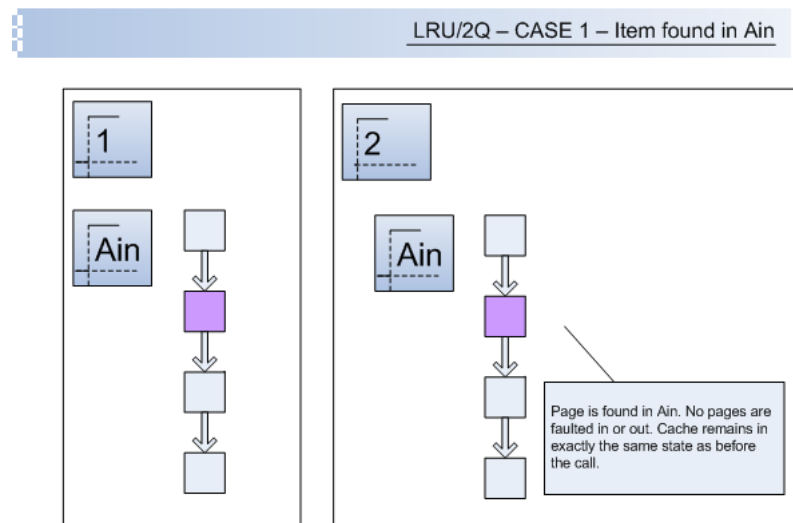 LRU/2Q – CASE 1 – Item found in Ain
1
2
Ain
Ain
Page is found in Ain. No pages are
faulted in or out. Cache remains in
exactly the same state as before
the call.